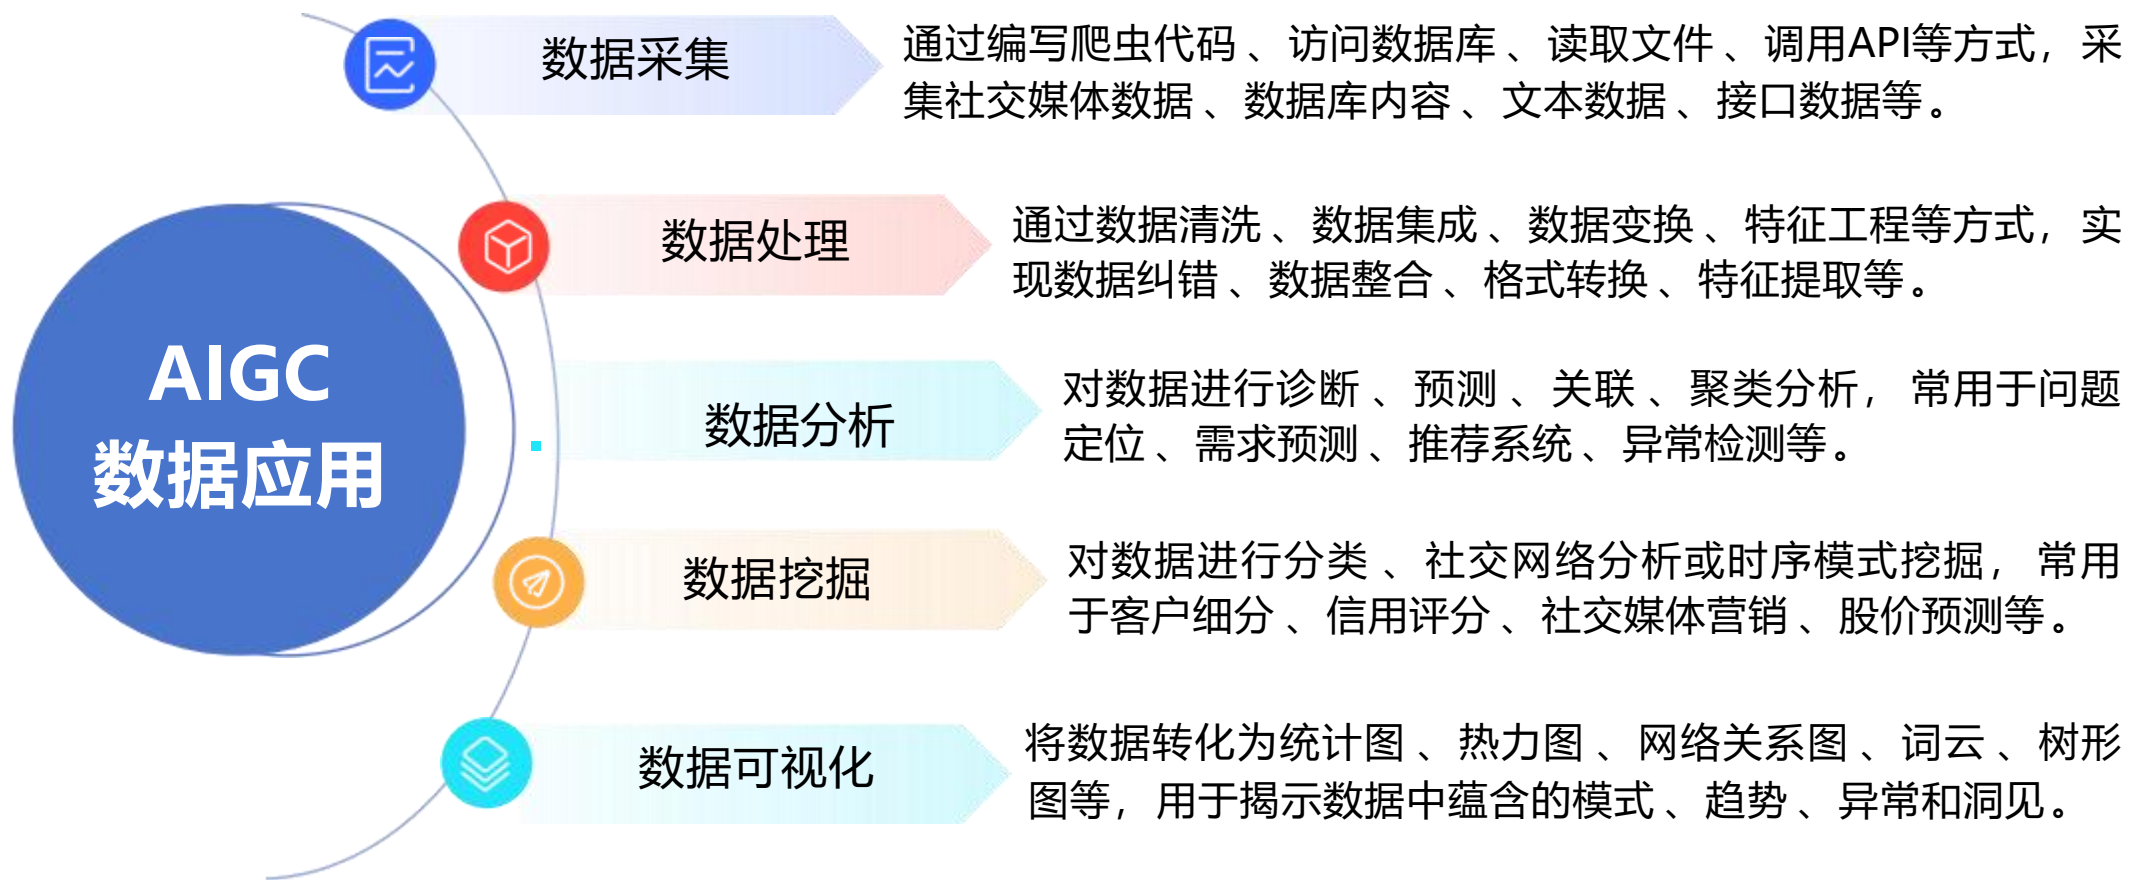 AIGC
数据应用
数据采集
通过编写爬虫代码、访问数据库、读取文件、调用API等方式，采
集社交媒体数据、数据库内容、文本数据、接口数据等。
数据处理
通过数据清洗、数据集成、数据变换、特征工程等方式，实
现数据纠错、数据整合、格式转换、特征提取等。
数据分析
对数据进行诊断、预测、关联、聚类分析，常用于问题
定位、需求预测、推荐系统、异常检测等。
数据挖掘
对数据进行分类、社交网络分析或时序模式挖掘，常用
于客户细分、信用评分、社交媒体营销、股价预测等。
数据可视化
将数据转化为统计图、热力图、网络关系图、词云、树形
图等，用于揭示数据中蕴含的模式、趋势、异常和洞见。